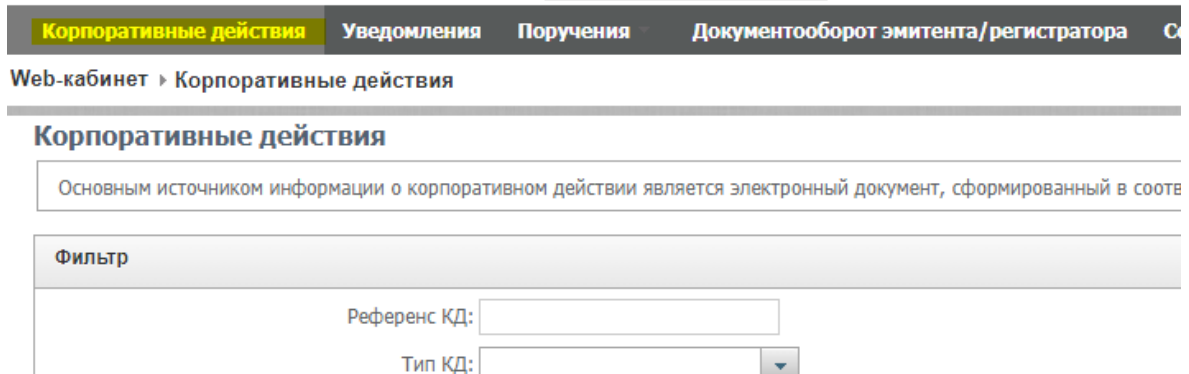 Корпоративные действия Уведомления Поручения Документооборот эмитента/регистратора
Web-кабинет Корпоративные действия
Корпоративные действия
Основным источником информации о корпоративном действии является электронный документ, сформированный в
Фильтр
Референс КД:
Тип КД: